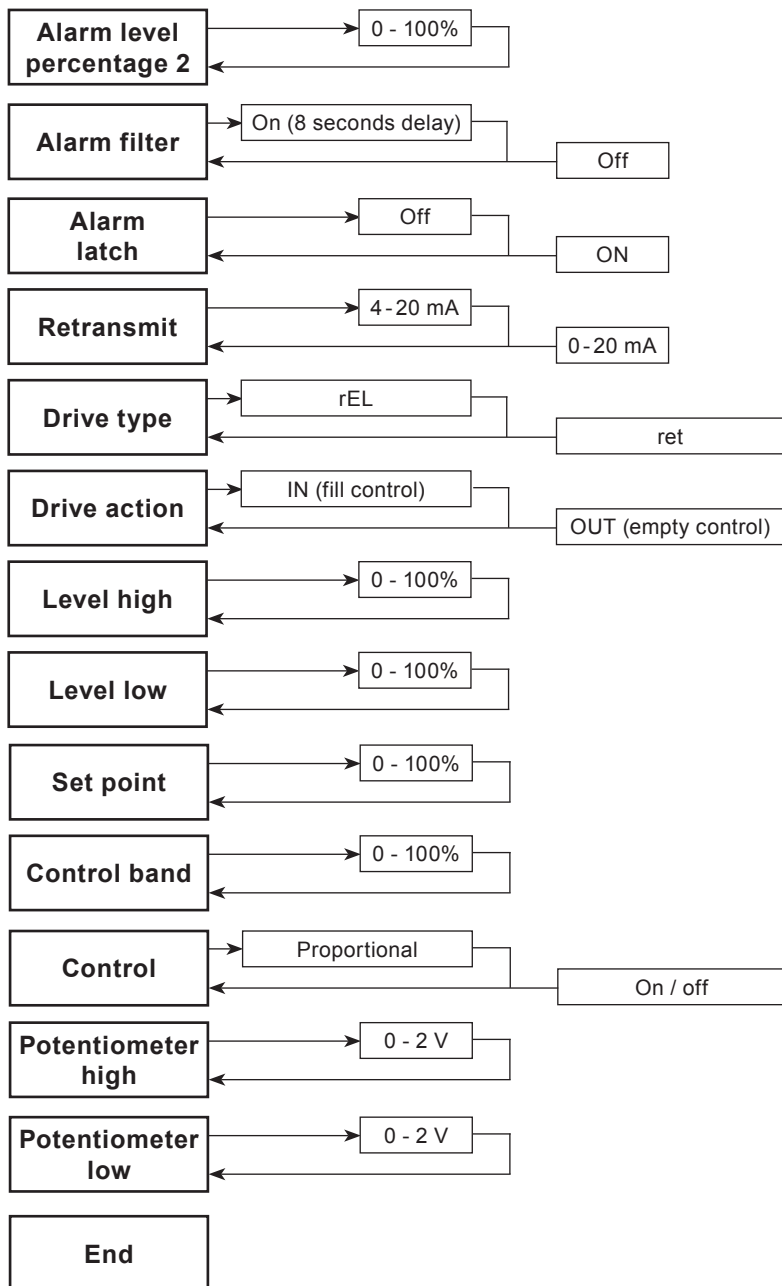 Alarm level
percentage 2
0 - 100%
Alarm filter
On (8 seconds delay)
Off
Alarm
latch
Off
ON
Retransmit
4-20 mA
0-20 mA
Drive type
rEL
ret
Drive action
IN (fill control)
OUT (empty control)
Level high
0 - 100%
Level low
0 - 100%
Set point
0 - 100%
Control band
0 - 100%
Control
Proportional
On / off
Potentiometer
high
0 - 2 V
Potentiometer
low
0 - 2 V
End